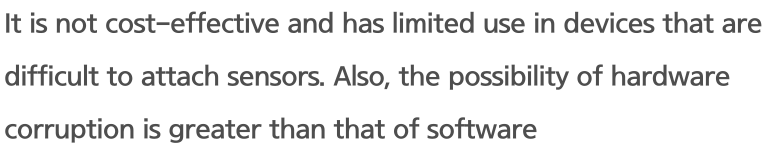 It is not cost-effective and has limited use in devices that are
difficult to attach sensors. Also, the possibility of hardware
corruption is greater than that of software